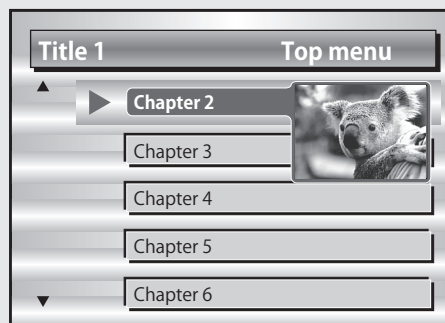 Title 1 Top menu
Chapter 2
Chapter 3
Chapter 4
Chapter 5
Chapter 6